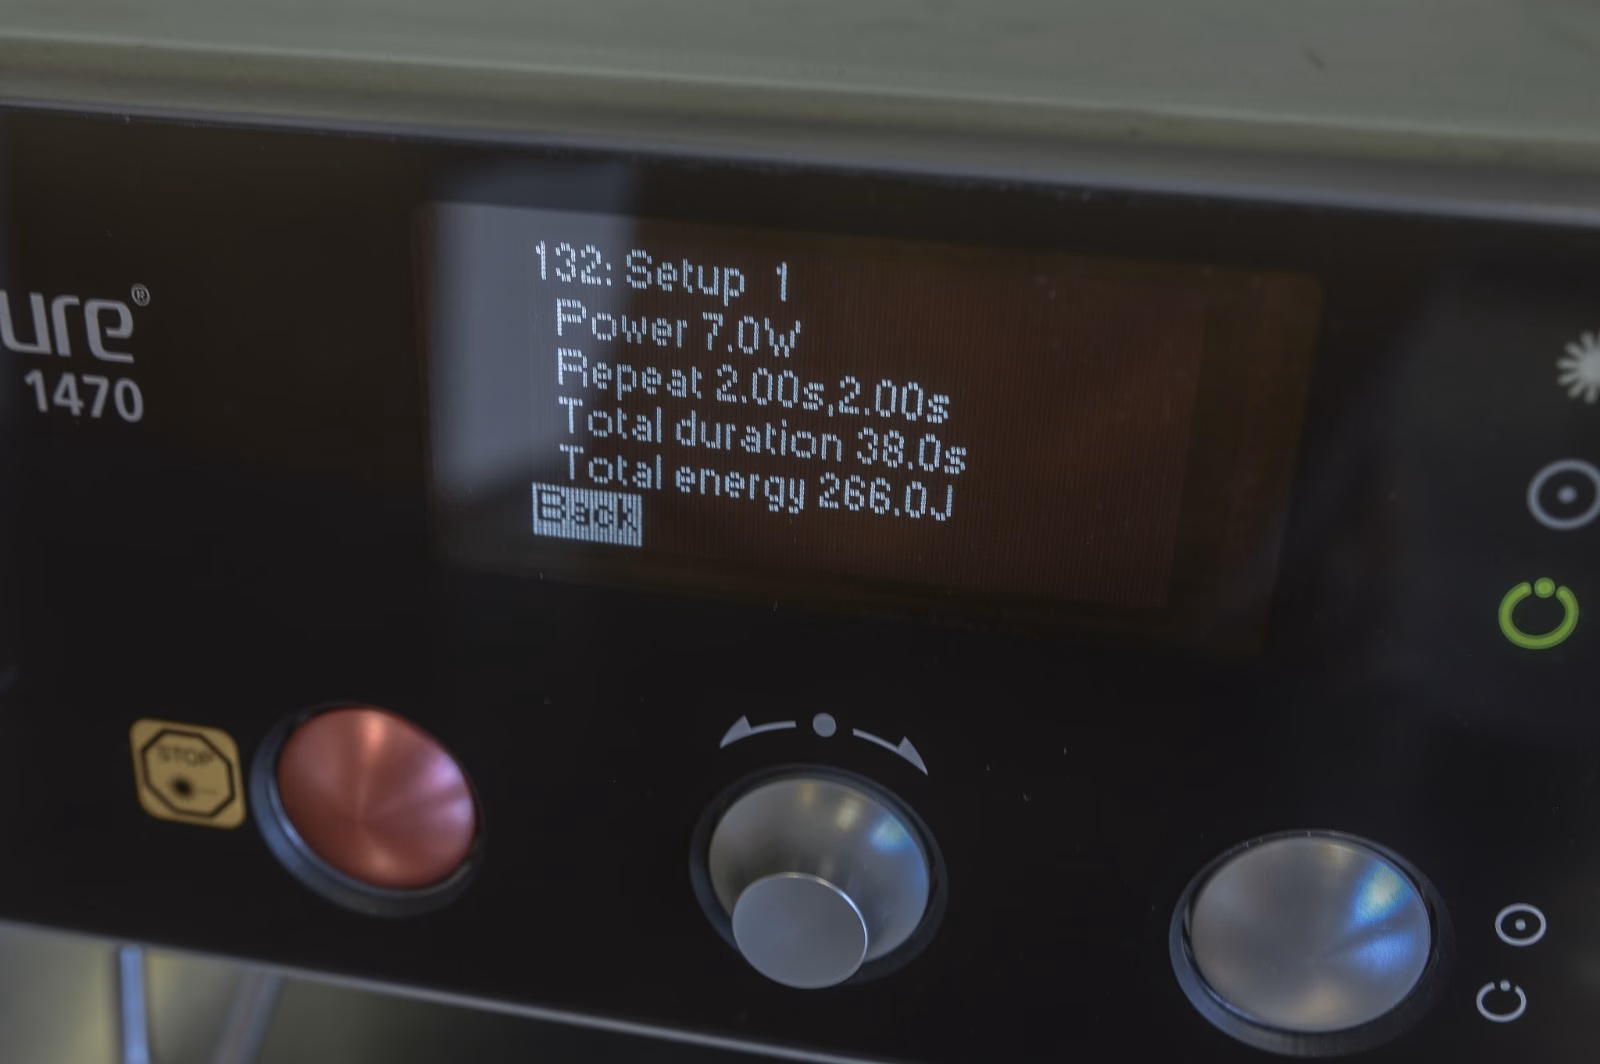 ure®
1470
132: Setup 1
Power 7.0W
Repeat 2.00s,2.00s
Total duration 38.0s
Total energy 266.0J
Back
STOP